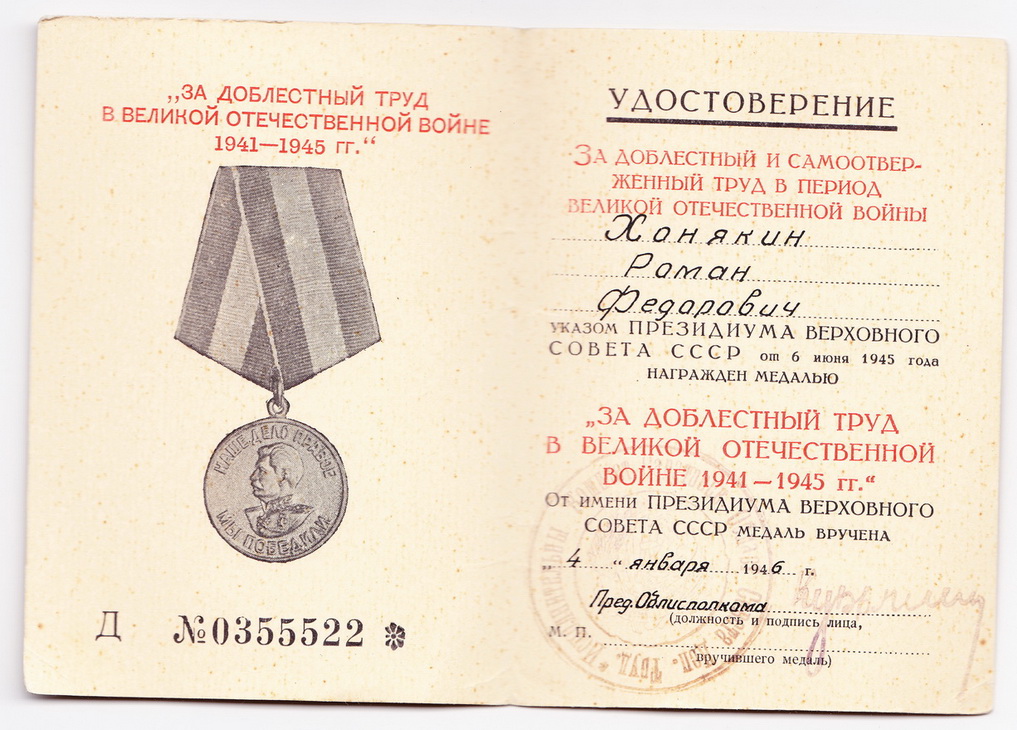 „ЗА ДОБЛЕСТНЫЙ ТРУД
В ВЕЛИКОЙ ОТЕЧЕСТВЕННОЙ ВОЙНЕ
1941—1945 гг.“
НАШЕ ДЕЛО ПРАВОЕ
МЫ ПОБЕДИЛИ
Д №0355522
УДОСТОВЕРЕНИЕ
ЗА ДОБЛЕСТНЫЙ И САМООТВЕР-
ЖЕННЫЙ ТРУД В ПЕРИОД
ВЕЛИКОЙ ОТЕЧЕСТВЕННОЙ ВОЙНЫ
Хонякин
Роман
Федарович
УКАЗОМ ПРЕЗИДИУМА ВЕРХОВНОГО
СОВЕТА СССР от 6 июня 1945 года
НАГРАЖДЕН МЕДАЛЬЮ
„ЗА ДОБЛЕСТНЫЙ ТРУД
В ВЕЛИКОЙ ОТЕЧЕСТВЕННОЙ
ВОЙНЕ 1941—1945 гг.“
От имени ПРЕЗИДИУМА ВЕРХОВНОГО
СОВЕТА СССР МЕДАЛЬ ВРУЧЕНА
„4“ января 1946 г.
Пред. Облисполкома
(должность и подпись лица,
М. П.
вручившего медаль)